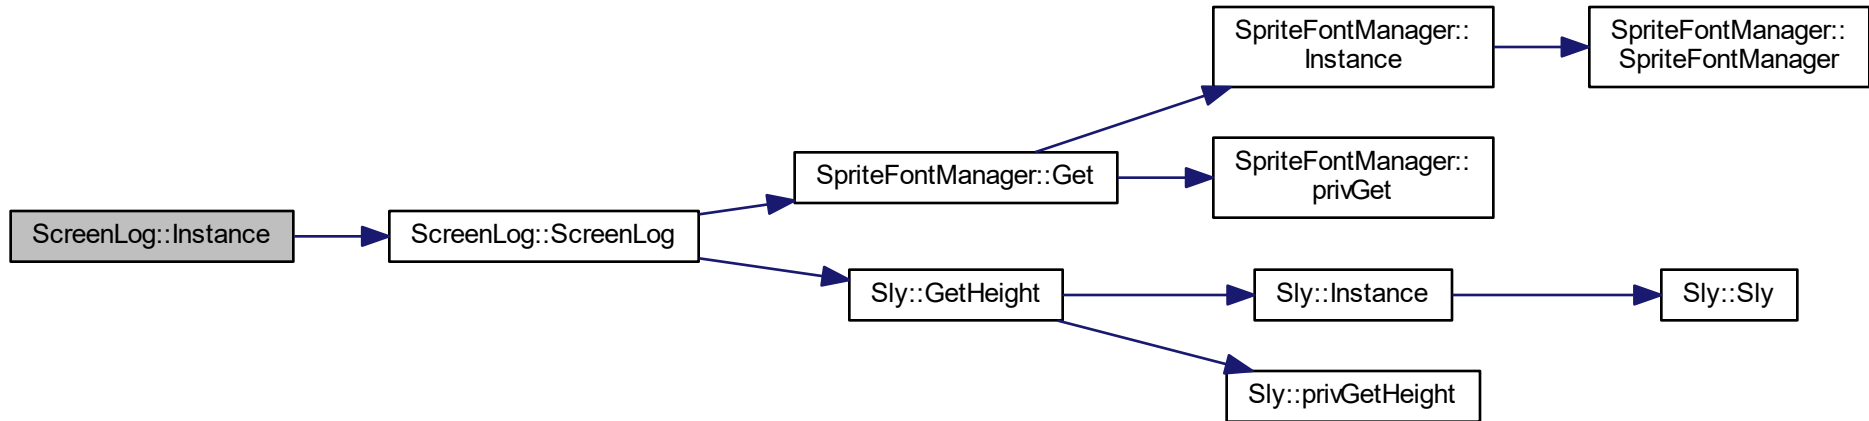 SpriteFontManager::
Instance
SpriteFontManager::
SpriteFontManager
SpriteFontManager::Get
SpriteFontManager::
privGet
ScreenLog::Instance
ScreenLog::ScreenLog
Sly::GetHeight
Sly::Instance
Sly::Sly
Sly::privGetHeight